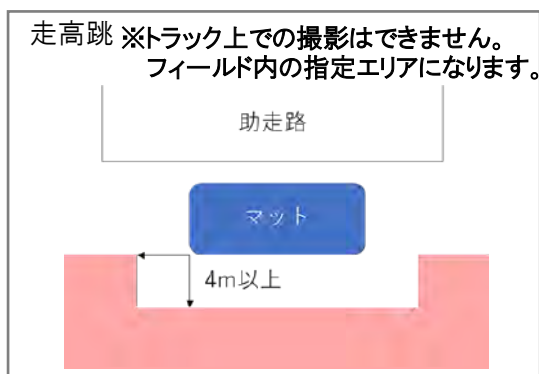 走高跳 ※トラック上での撮影はできません。
フィールド内の指定エリアになります。
助走路
マット
4m以上